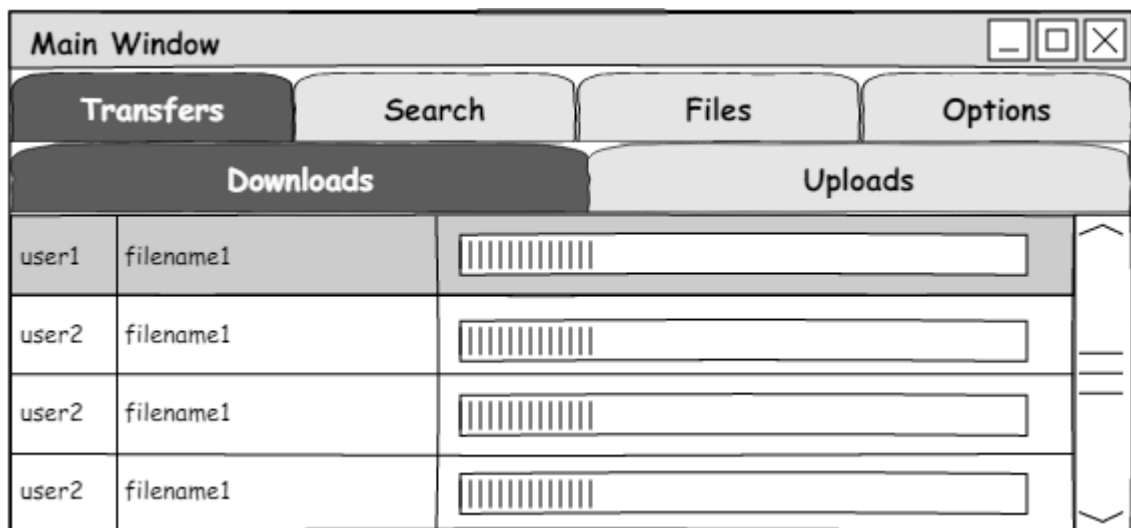 Main Window
Transfers Search Files Options
Downloads Uploads
user1 filename1
user2 filename1
user2 filename1
user2 filename1